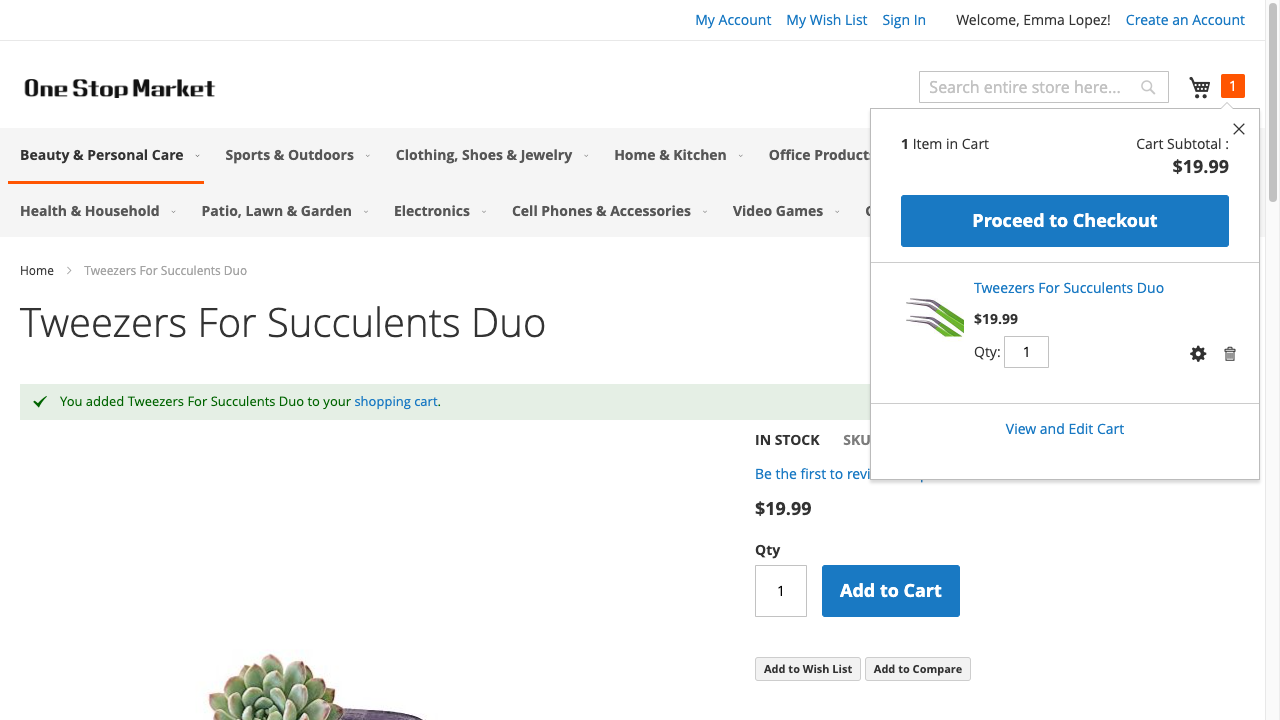 My Account My Wish List Sign In Welcome, Emma Lopez! Create an Account
One Stop Market
Search entire store here...
1
Beauty & Personal Care Sports & Outdoors Clothing, Shoes & Jewelry Home & Kitchen Office Product
Health & Household Patio, Lawn & Garden Electronics Cell Phones & Accessories Video Games
1 Item in Cart
Cart Subtotal :
$19.99
Proceed to Checkout
Tweezers For Succulents Duo
$19.99
Qty: 1
View and Edit Cart
Home Tweezers For Succulents Duo
Tweezers For Succulents Duo
You added Tweezers For Succulents Duo to your shopping cart.
IN STOCK SKU
Be the first to revi
$19.99
Qty
1
Add to Cart
Add to Wish List Add to Compare